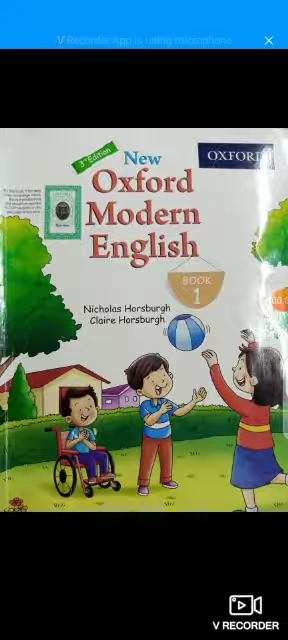 V Recorder App is using microphone
3rd Edition
New
OXFORD
Oxford
Modern
English
BOOK
1
Nicholas Horsburgh
Claire Horsburgh
V RECORDER